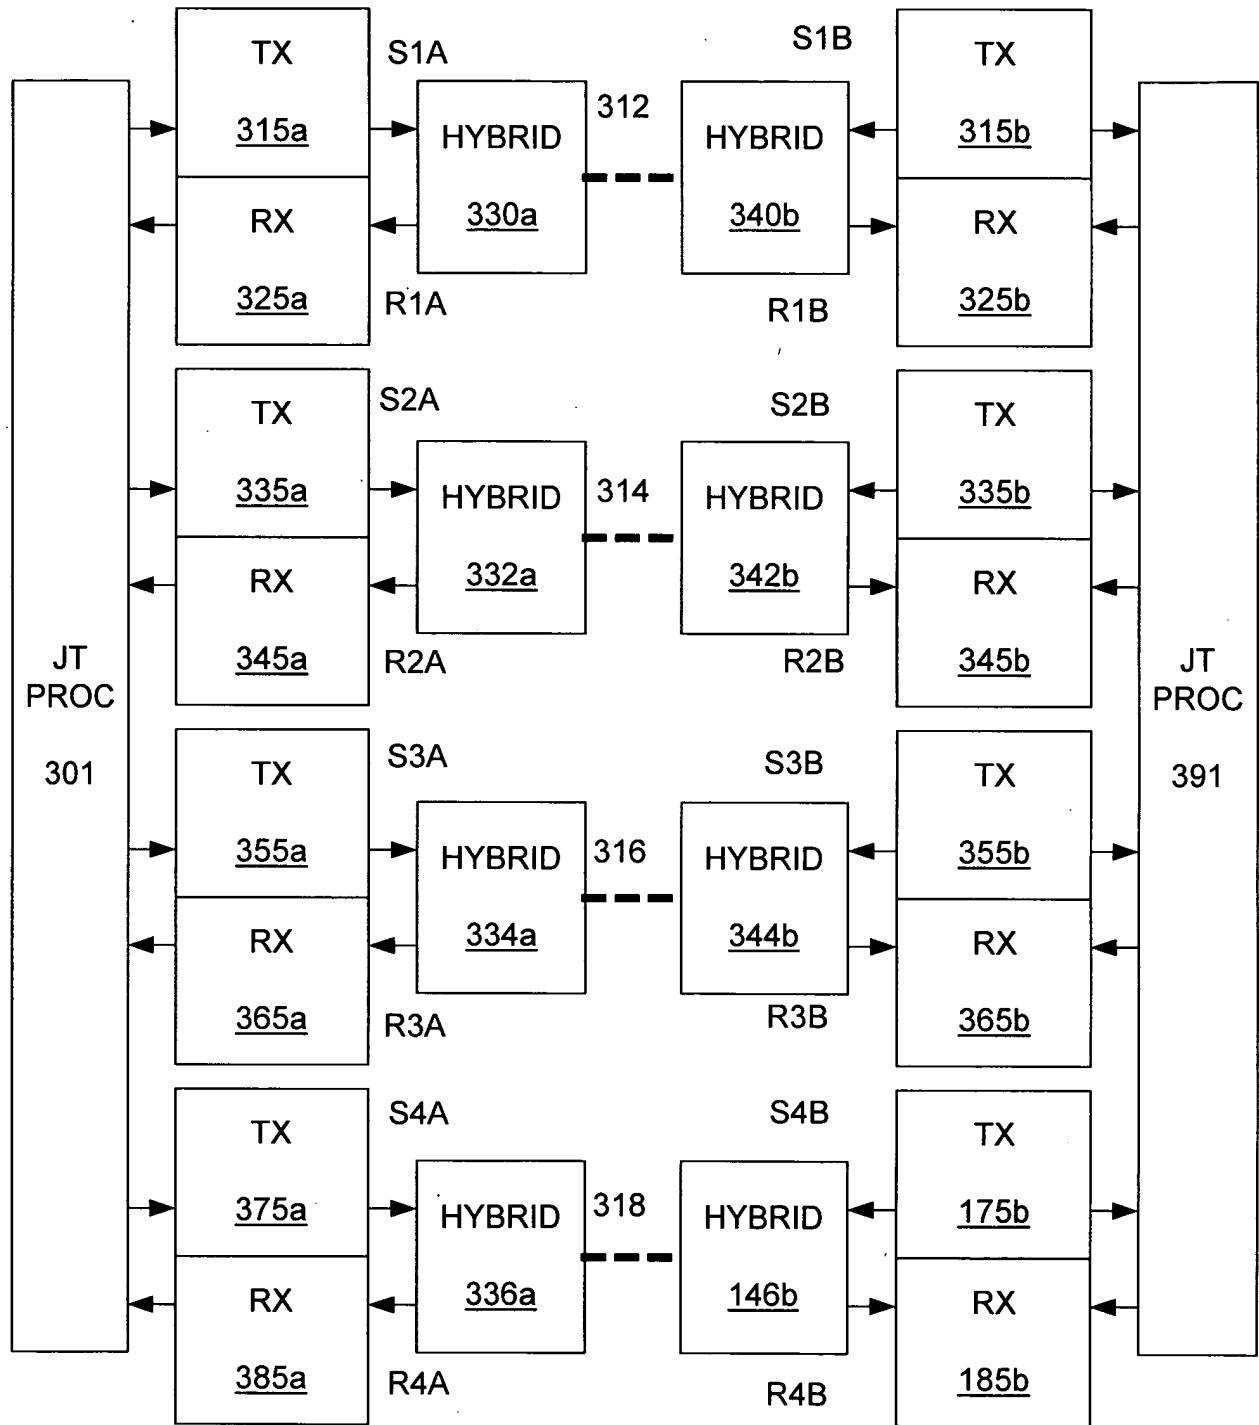 TX
315a
S1A
RX
325a
R1A
HYBRID
330a
312
HYBRID
340b
S1B
TX
315b
R1B
RX
325b
TX
335a
S2A
RX
345a
R2A
HYBRID
332a
314
HYBRID
342b
S2B
TX
335b
R2B
RX
345b
JT
PROC
301
JT
PROC
391
TX
355a
S3A
RX
365a
R3A
HYBRID
334a
316
HYBRID
344b
S3B
TX
355b
R3B
RX
365b
TX
375a
S4A
RX
385a
R4A
HYBRID
336a
318
HYBRID
146b
S4B
TX
175b
R4B
RX
185b